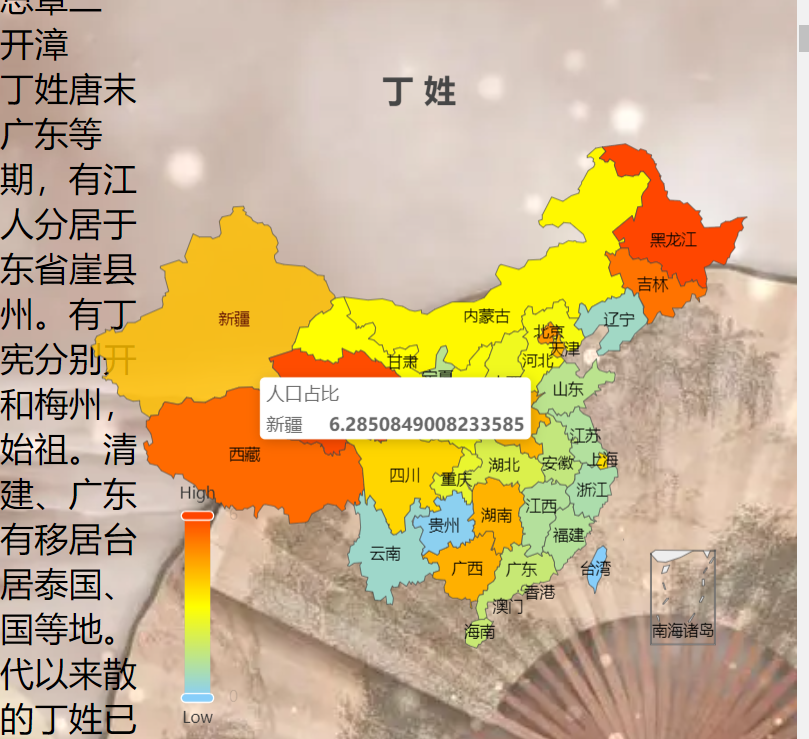 开漳
丁姓唐末
广东等
期，有江
人分居于
东省崖县
州。有丁
宪分别开
和梅州，
始祖。清
建、广东
有移居台
居泰国、
国等地。
代以来散
的丁姓已
丁 姓
黑龙江
吉林
新疆
内蒙古
辽宁
北京
天津
甘肃
河北
山东
人口占比
新疆 6.2850849008233585
江苏
西藏
上海
安徽
湖北
四川
重庆
浙江
High
江西
湖南
贵州
福建
云南
广西
广东
台湾
香港
澳门
海南
南海诸岛
0
Low